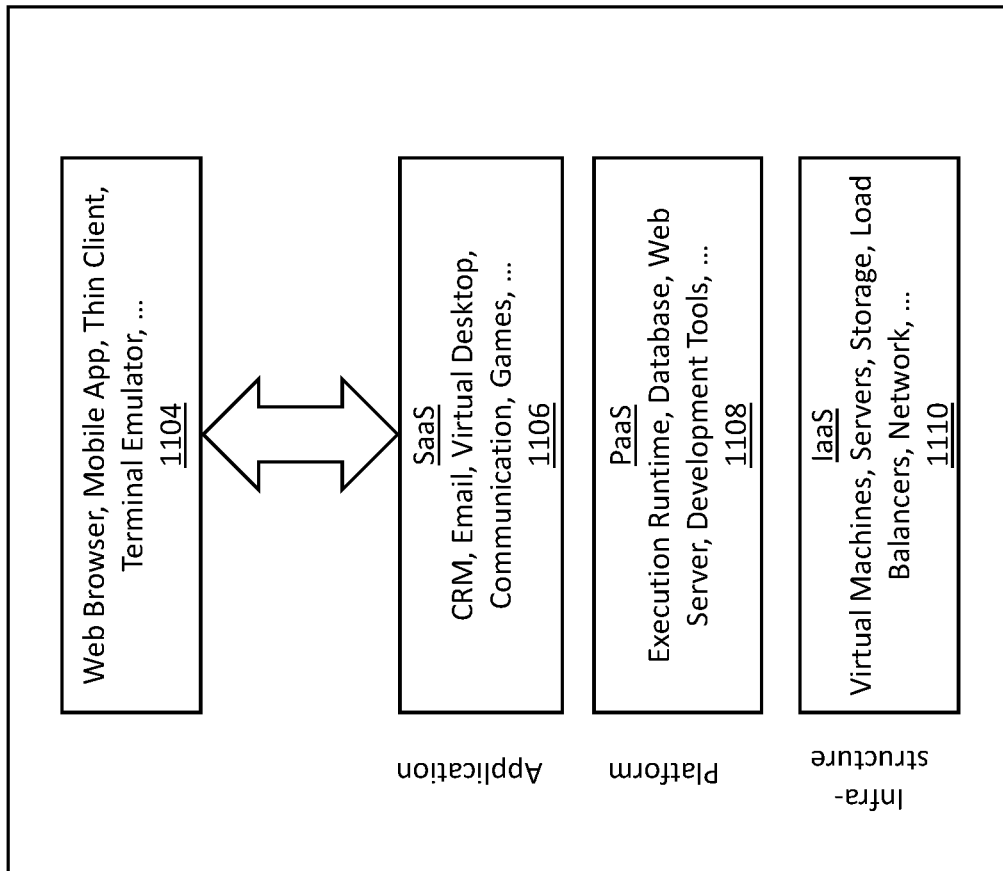 Web Browser, Mobile App, Thin Client,
Terminal Emulator, ...
1104
Application
SaaS
CRM, Email, Virtual Desktop,
Communication, Games, ...
1106
Platform
PaaS
Execution Runtime, Database, Web
Server, Development Tools, ...
1108
Infra-
structure
IaaS
Virtual Machines, Servers, Storage, Load
Balancers, Network, ...
1110